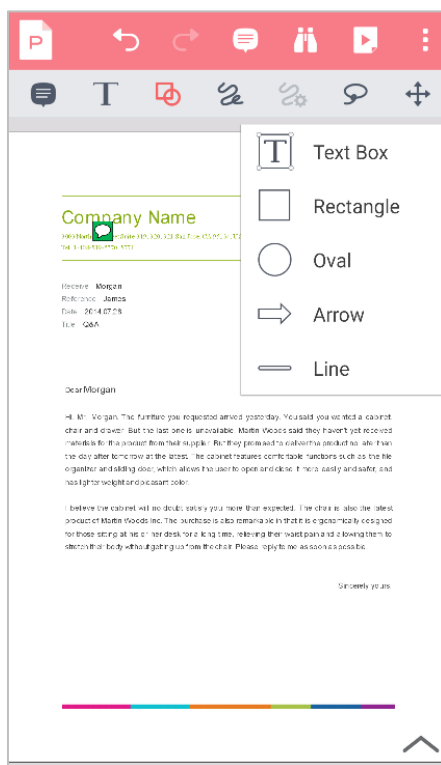 P
T
T Text Box
Rectangle
Company Name
Oval
Receive Morgan
Reference James
Arrow
Date 2014.07.26
Title Q&A
Line
Dear Morgan
Hi, Mr. Morgan. The furniture you requested arrived yesterday. You said you wanted a cabinet,
chair and drawer. But the last one is unavailable. Martin Woods said they haven't yet received
materials for the product from their supplier. But they promised to deliver the product no later than
the day after tomorrow at the latest. The cabinet features comfortable functions such as the file
organizer and sliding door, which allows the user to open and close it more easily and safer, and
has lighter weight and pleasant color.
I believe the cabinet will no doubt satisfy you more than expected. The chair is also the latest
product of Martin Woods Inc. The purchase is also remarkable in that it is ergonomically designed
for those sitting at his or her desk for a long time, relieving their waist pain and allowing them to
stretch their body without getting up from the chair. Please reply to me as soon as possible.
Sincerely yours